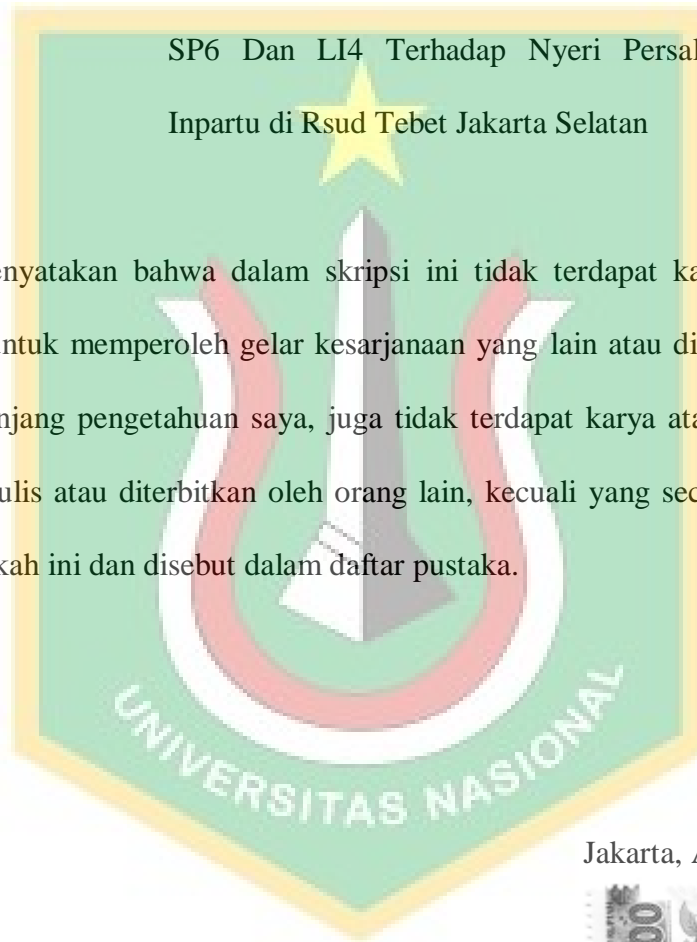 SP6 Dan LI4 Terhadap Nyeri Persal
Inpartu di Rsud Tebet Jakarta Selatan
enyatakan bahwa dalam skripsi ini tidak terdapat ka
ntuk memperoleh gelar kesarjanaan yang lain atau di
njang pengetahuan saya, juga tidak terdapat karya ata
ulis atau diterbitkan oleh orang lain, kecuali yang sec
kah ini dan disebut dalam daftar pustaka.
UNIVERSITAS NASIONAL
Jakarta, A
00